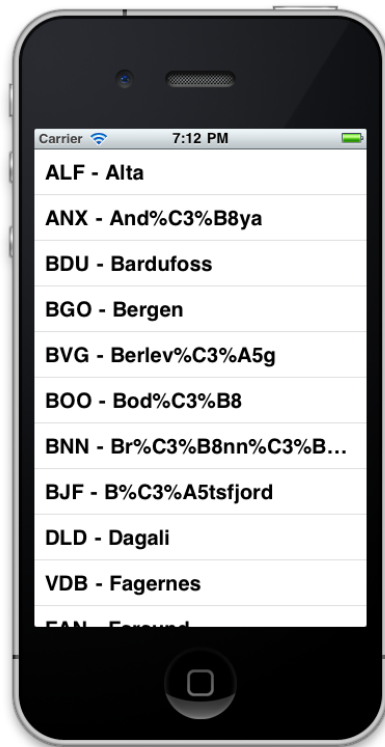 Carrier 7:12 PM
ALF - Alta
ANX - And%C3%B8ya
BDU - Bardufoss
BGO - Bergen
BVG - Berlev%C3%A5g
BOO - Bod%C3%B8
BNN - Br%C3%B8nn%C3%B...
BJF - B%C3%A5tsfjord
DLD - Dagali
VDB - Fagernes